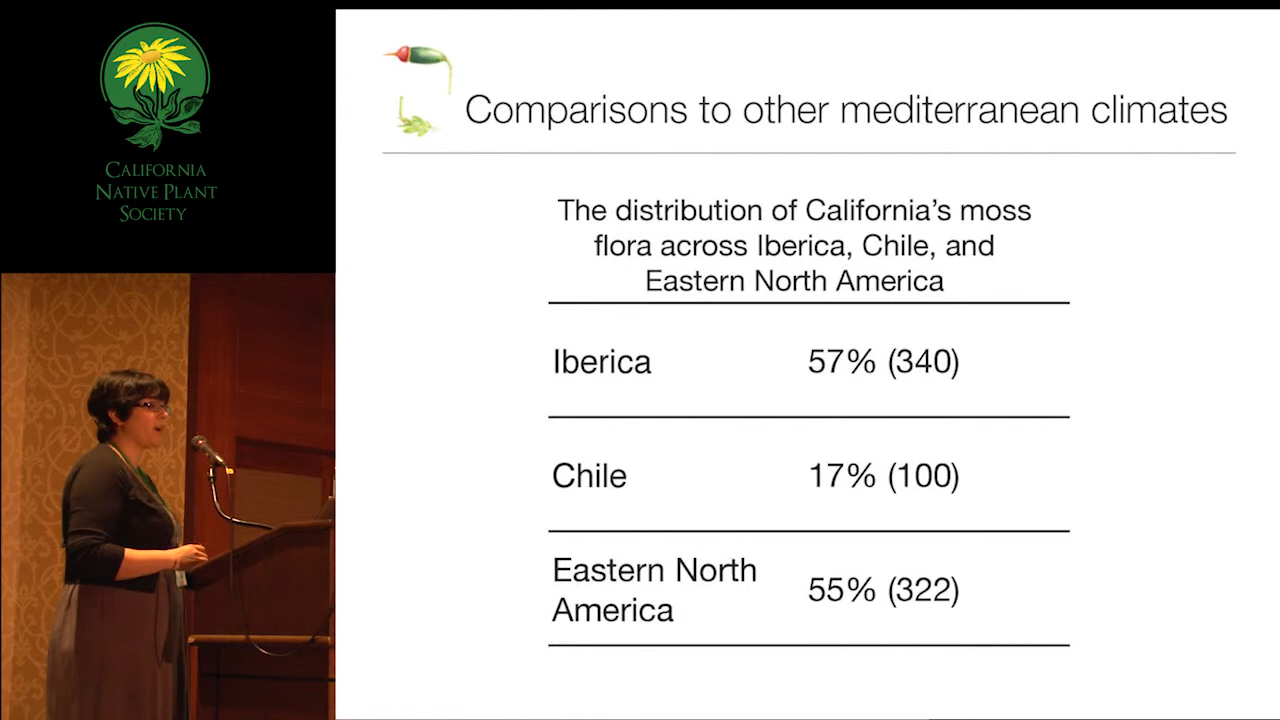 CALIFORNIA
NATIVE PLANT
SOCIETY
Comparisons to other mediterranean climates
The distribution of California’s moss
flora across Iberica, Chile, and
Eastern North America
Iberica 57% (340)
Chile 17% (100)
Eastern North
America 55% (322)